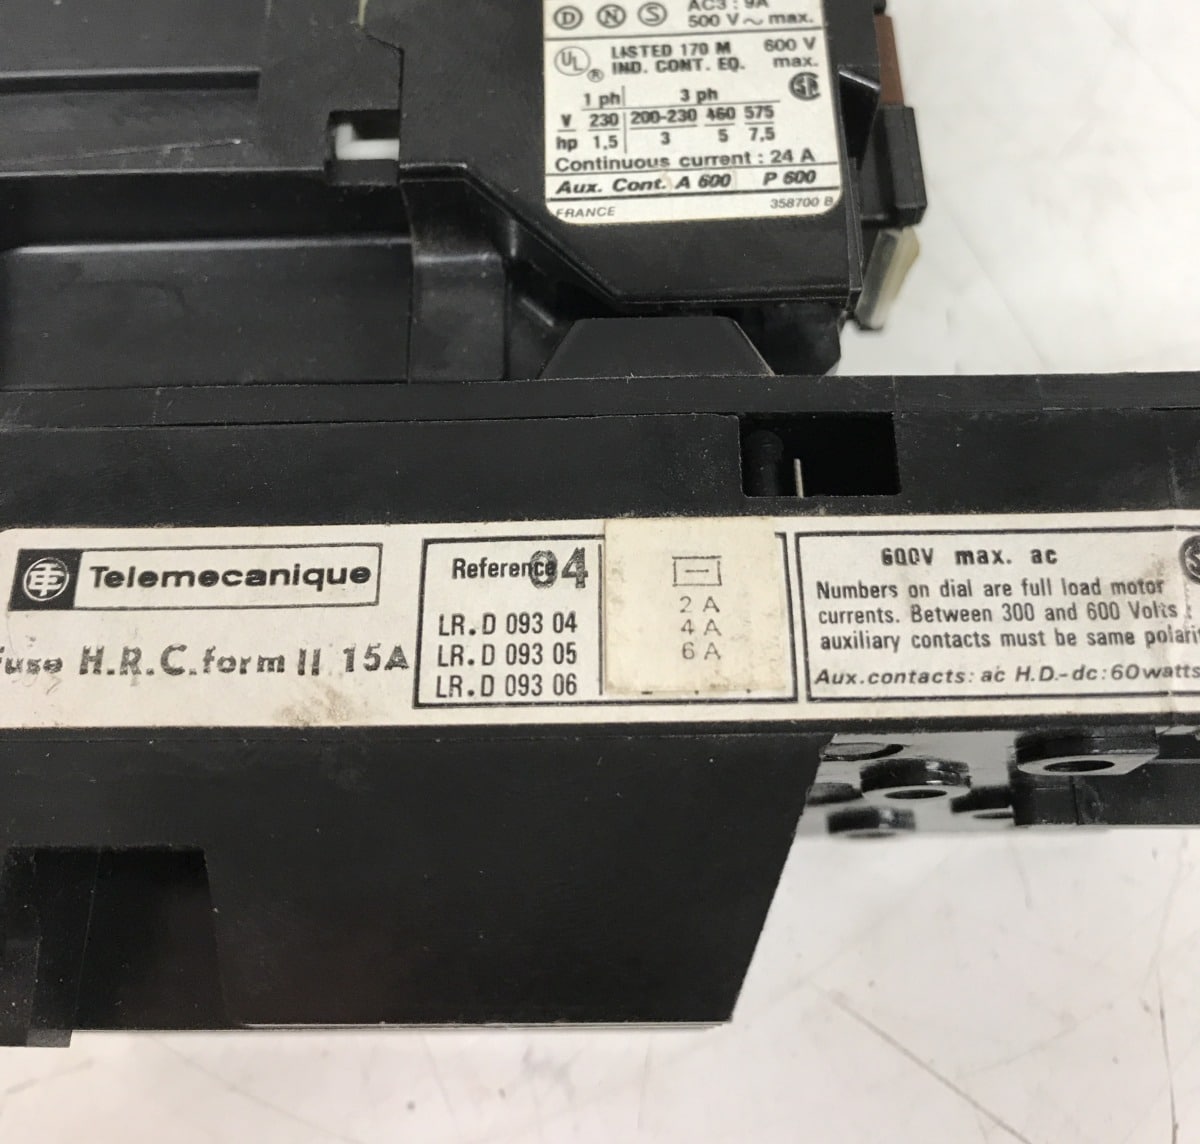 AC3 : 9A
D N S 500 V ~ max.
UL ® LISTED 170 M 600 V
IND. CONT. EQ. max.
1 ph 3 ph
V 230 200-230 460 575
hp 1,5 3 5 7,5
Continuous current : 24 A
Aux. Cont. A 600 P 600
FRANCE 358700 B
Telemecanique
fuse H.R.C. form II 15A
Reference 04
LR.D 093 04
LR.D 093 05
LR.D 093 06
2 A
4 A
6 A
600V max. ac
Numbers on dial are full load motor
currents. Between 300 and 600 Volts :
auxiliary contacts must be same
Aux. contacts: ac H.D.-dc: 60 watts